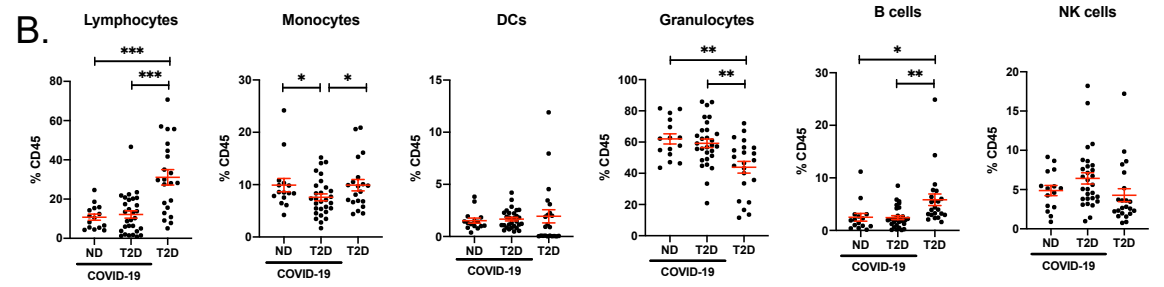 B.
Lymphocytes
***
***
% CD45
80
60
40
20
0
ND T2D T2D
COVID-19
Monocytes
* *
% CD45
30
20
10
0
ND T2D T2D
COVID-19
DCs
% CD45
15
10
5
0
ND T2D T2D
COVID-19
Granulocytes
**
**
% CD45
100
80
60
40
20
0
ND T2D T2D
COVID-19
B cells
*
**
% CD45
30
20
10
0
ND T2D T2D
COVID-19
NK cells
% CD45
20
15
10
5
0
ND T2D T2D
COVID-19